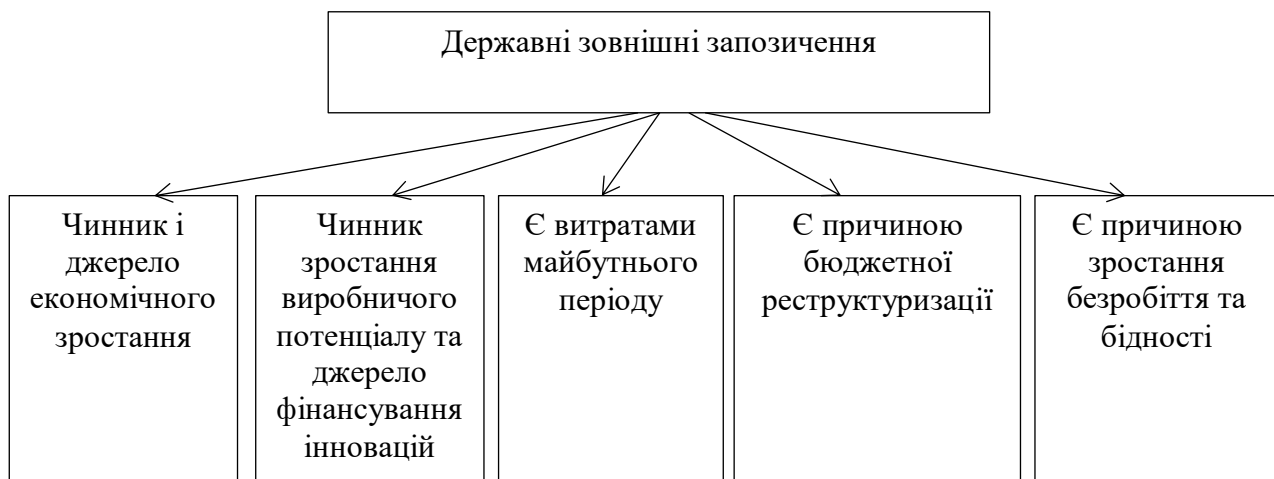 Державні зовнішні запозичення
Чинник і
джерело
економічного
зростання
Чинник
зростання
виробничого
потенціалу та
джерело
фінансування
інновацій
Є витратами
майбутнього
періоду
Є причиною
бюджетної
реструктуризації
Є причиною
зростання
безробіття та
бідності